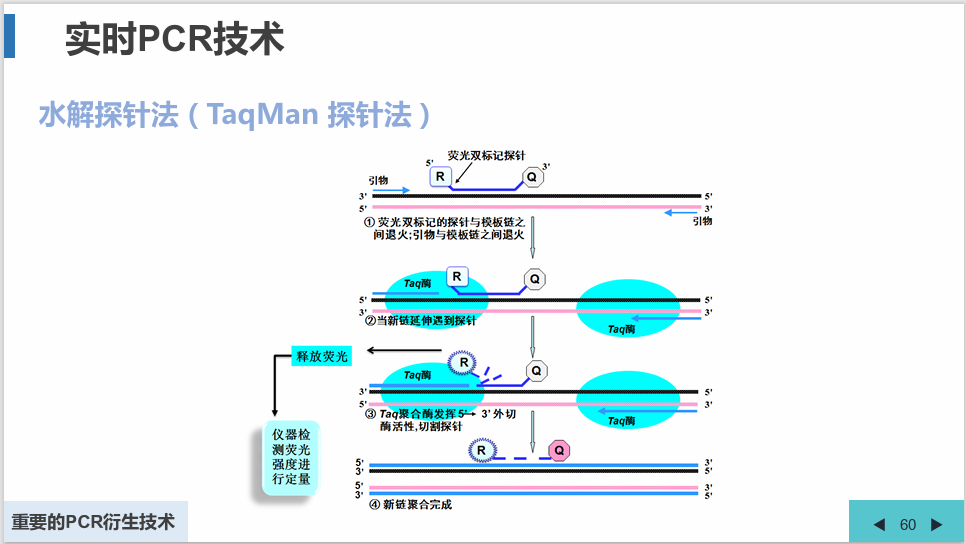 实时PCR技术
水解探针法（TaqMan 探针法）
荧光双标记探针
5' R Q 3'
引物
3' 5'
5' 3'
引物
① 荧光双标记的探针与模板链之
间退火;引物与模板链之间退火
R Q
Taq酶
5' 5'
3' 3'
Taq酶
②当新链延伸遇到探针
释放荧光
R Q
Taq酶
3' 5'
5' 3'
Taq酶
③ Taq聚合酶发挥 5'→ 3' 外切
酶活性,切割探针
仪器检
测荧光
强度进
行定量
R Q
5' 3'
3' 5'
5' 3'
3' 5'
④ 新链聚合完成
重要的PCR衍生技术
60